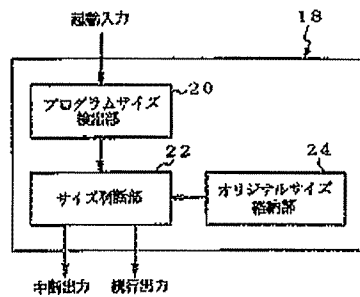 起動入力
18
プログラムサイズ
検出部
20
サイズ判断部
22
オリジナルサイズ
格納部
24
中断出力
続行出力